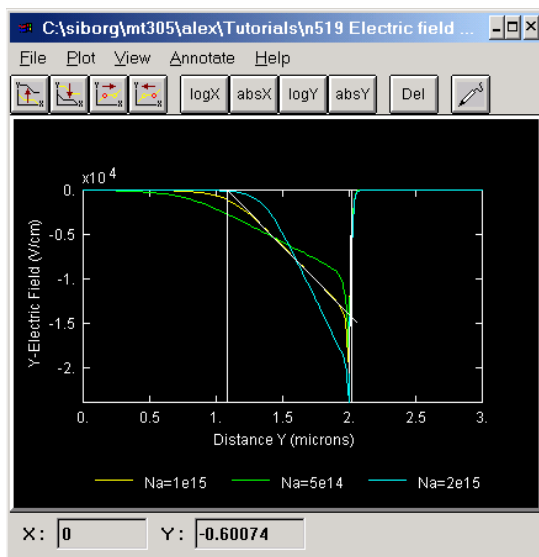 C:\siborg\mt305\alex\Tutorials\n519 Electric field ...
File Plot View Annotate Help
Y X Y X Y X Y X logX absX logY absY Del
x10 4
0.
-0.5
-1.
-1.5
-2.
Y-Electric Field (V/cm)
0. 0.5 1. 1.5 2. 2.5 3.
Distance Y (microns)
Na=1e15 Na=5e14 Na=2e15
X: 0 Y: -0.60074